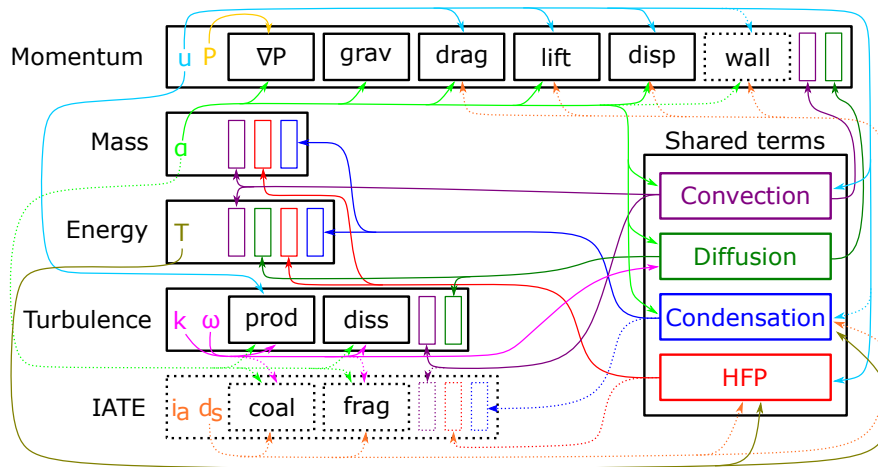 Momentum u P ∇P grav drag lift disp wall
Mass α
Shared terms
Convection
Energy T
Diffusion
Turbulence k ω prod diss
Condensation
IATE iₐ dₛ coal frag
HFP